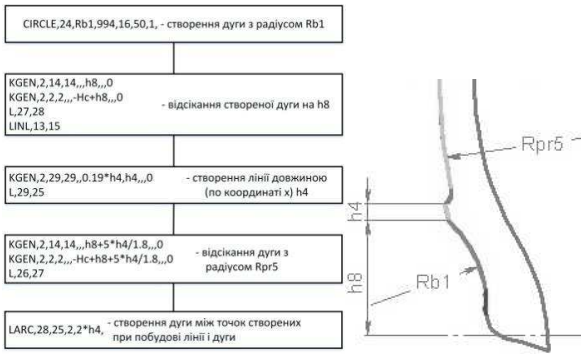 CIRCLE,24,Rb1,994,16,50,1, - створення дуги з радіусом Rb1
KGEN,2,14,14,,,h8,,,0
KGEN,2,2,2,,,-Hc+h8,,,0
L,27,28
LINL,13,15
- відсікання створеної дуги на h8
KGEN,2,29,29,,0.19*h4,h4,,,0
L,29,25
- створення лінії довжиною
(по координаті x) h4
KGEN,2,14,14,,,h8+5*h4/1.8,,,0
KGEN,2,2,2,,,-Hc+h8+5*h4/1.8,,,0
L,26,27
- відсікання дуги з
радіусом Rpr5
LARC,28,25,2,2*h4, - створення дуги між точок створених
при побудові лінії і дуги
Rpr5
h4
h8
Rb1